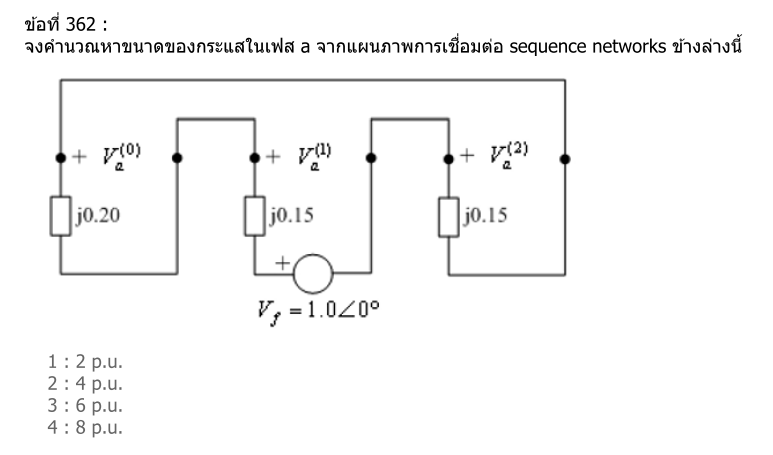 ข้อที่ 362 :
จงคำนวณหาขนาดของกระแสในเฟส a จากแผนภาพการเชื่อมต่อ sequence networks ข้างล่างนี้
+ Vₐ⁽⁰⁾ + Vₐ⁽¹⁾ + Vₐ⁽²⁾
j0.20 j0.15 j0.15
+
V_f = 1.0∠0°
1 : 2 p.u.
2 : 4 p.u.
3 : 6 p.u.
4 : 8 p.u.